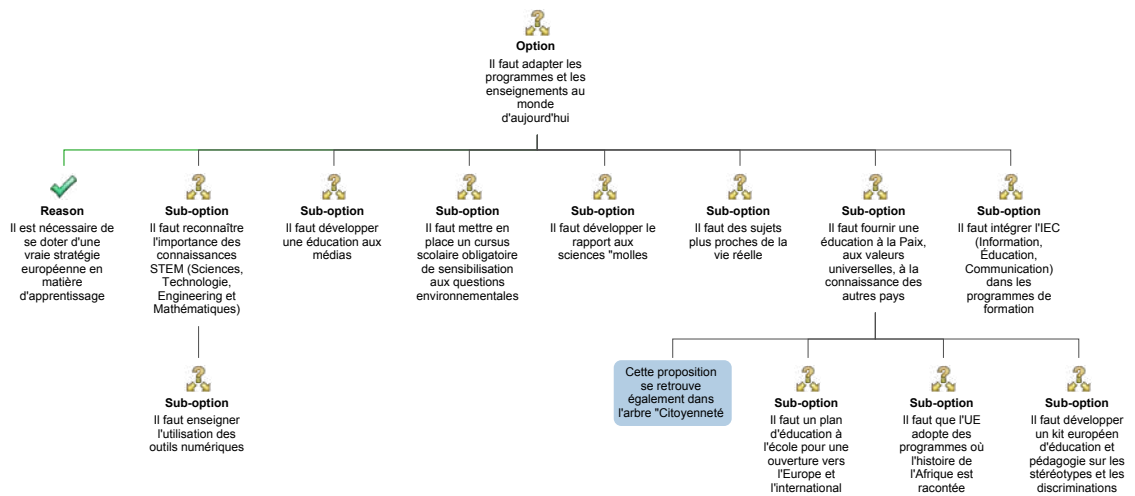 Option
Il faut adapter les
programmes et les
enseignements au
monde
d'aujourd'hui
Reason
Il est nécessaire de
se doter d'une
vraie stratégie
européenne en
matière
d'apprentissage
Sub-option
Il faut reconnaître
l'importance des
connaissances
STEM (Sciences,
Technologie,
Engineering et
Mathématiques)
Sub-option
Il faut développer
une éducation aux
médias
Sub-option
Il faut mettre en
place un cursus
scolaire obligatoire
de sensibilisation
aux questions
environnementales
Sub-option
Il faut développer le
rapport aux
sciences "molles
Sub-option
Il faut des sujets
plus proches de la
vie réelle
Sub-option
Il faut fournir une
éducation à la Paix,
aux valeurs
universelles, à la
connaissance des
autres pays
Sub-option
Il faut intégrer l'IEC
(Information,
Éducation,
Communication)
dans les
programmes de
formation
Sub-option
Il faut enseigner
l'utilisation des
outils numériques
Cette proposition
se retrouve
également dans
l'arbre "Citoyenneté
Sub-option
Il faut un plan
d'éducation à
l'école pour une
ouverture vers
l'Europe et
l'international
Sub-option
Il faut que l'UE
adopte des
programmes où
l'histoire de
l'Afrique est
racontée
Sub-option
Il faut développer
un kit européen
d'éducation et
pédagogie sur les
stéréotypes et les
discriminations